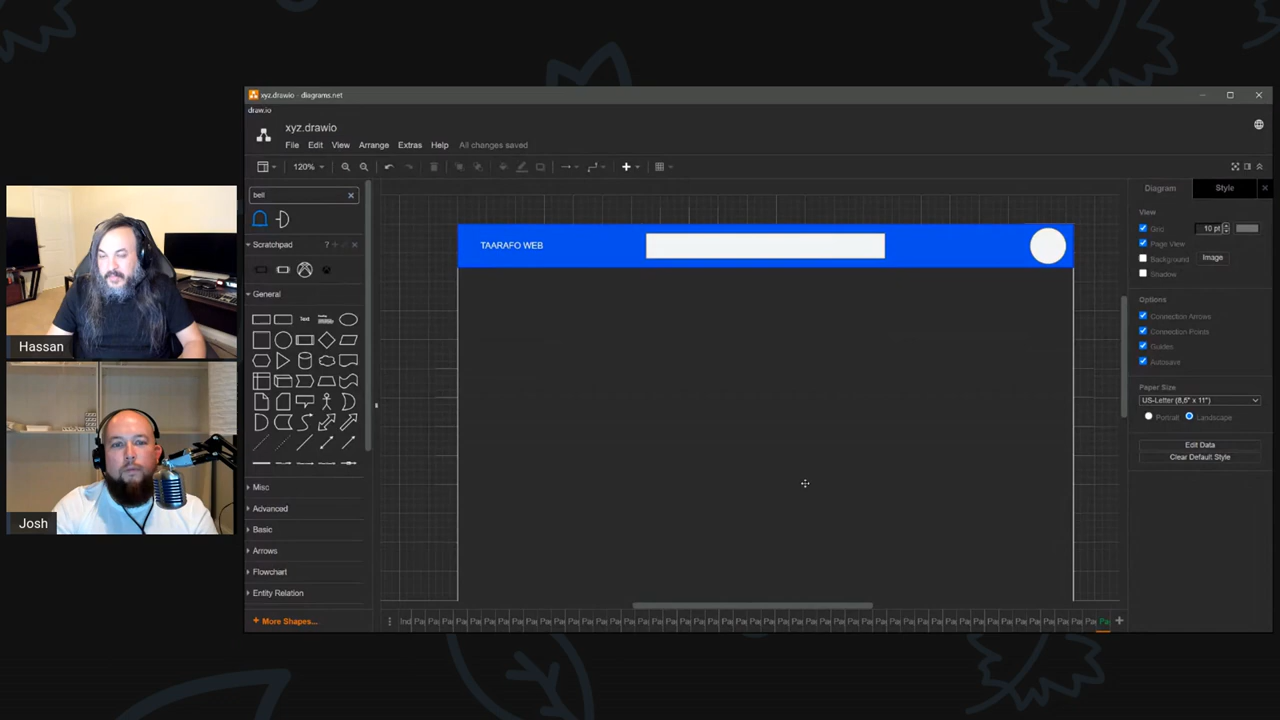 xyz.drawio - diagrams.net
draw.io
xyz.drawio
File Edit View Arrange Extras Help All changes saved
120%
bell
Scratchpad
General
Text
Misc
Advanced
Basic
Arrows
Flowchart
Entity Relation
+ More Shapes...
TAARAFO WEB
Diagram Style
View
Grid 10 pt
Page View
Background Image
Shadow
Options
Connection Arrows
Connection Points
Guides
Autosave
Paper Size
US-Letter (8,5" x 11")
Portrait Landscape
Edit Data
Clear Default Style
Hassan
Josh